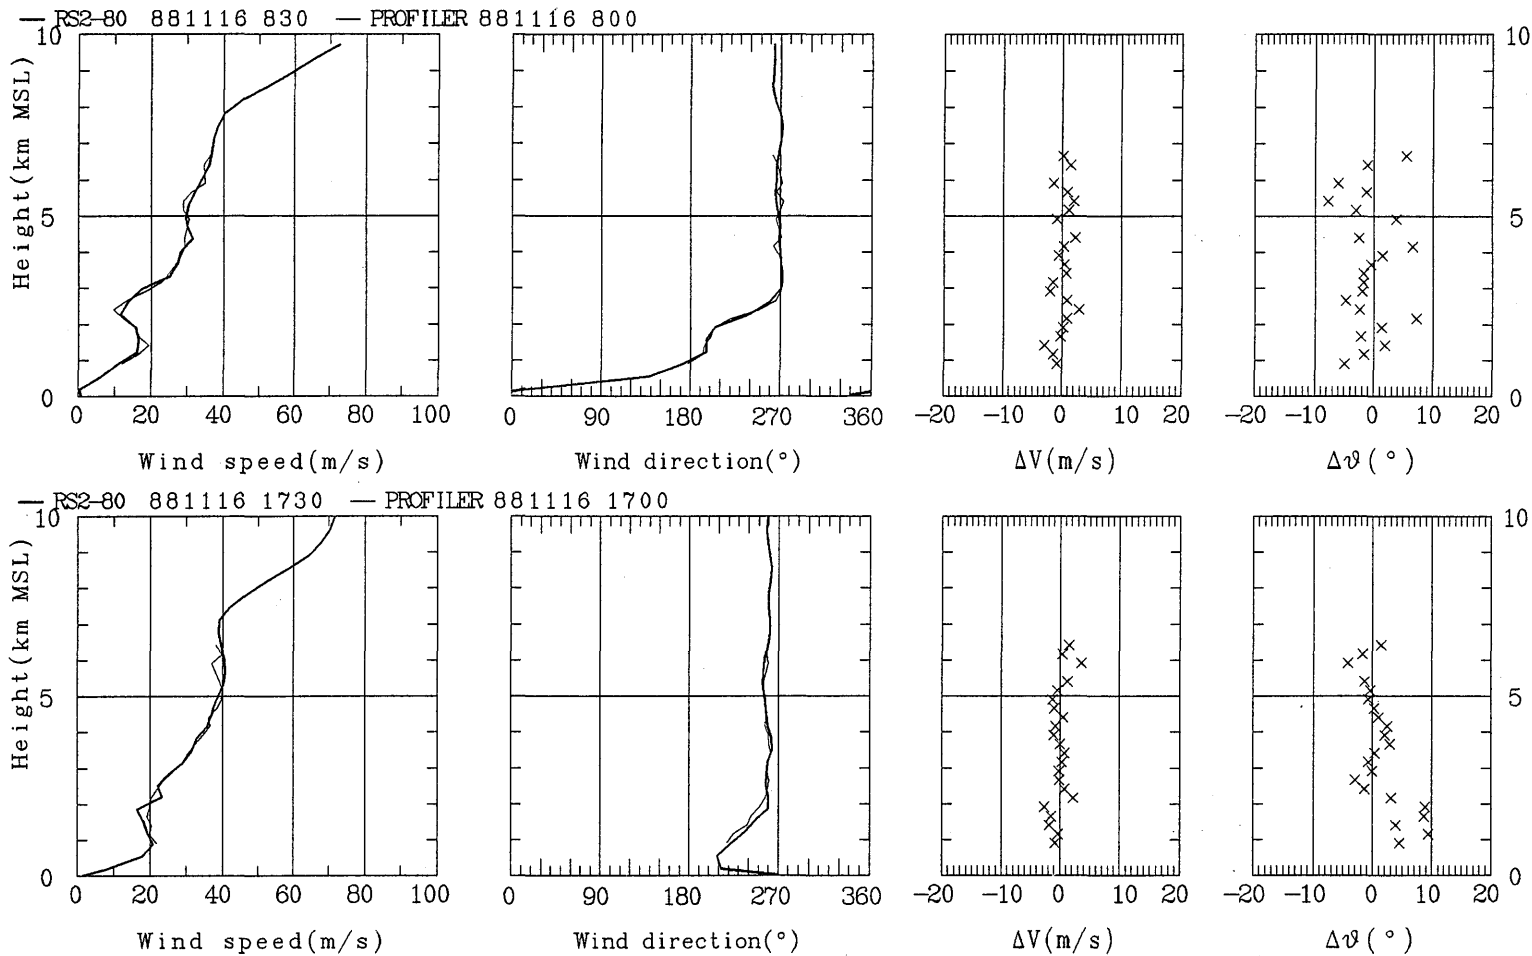 — RS2-80 881116 830 — PROFILER 881116 800
10
5
0
Height(km MSL)
0 20 40 60 80 100
Wind speed(m/s)
0 90 180 270 360
Wind direction(°)
−20 −10 0 10 20
ΔV(m/s)
−20 −10 0 10 20
Δϑ(°)
10
5
0
— RS2-80 881116 1730 — PROFILER 881116 1700
10
5
0
Height(km MSL)
0 20 40 60 80 100
Wind speed(m/s)
0 90 180 270 360
Wind direction(°)
−20 −10 0 10 20
ΔV(m/s)
−20 −10 0 10 20
Δϑ(°)
10
5
0